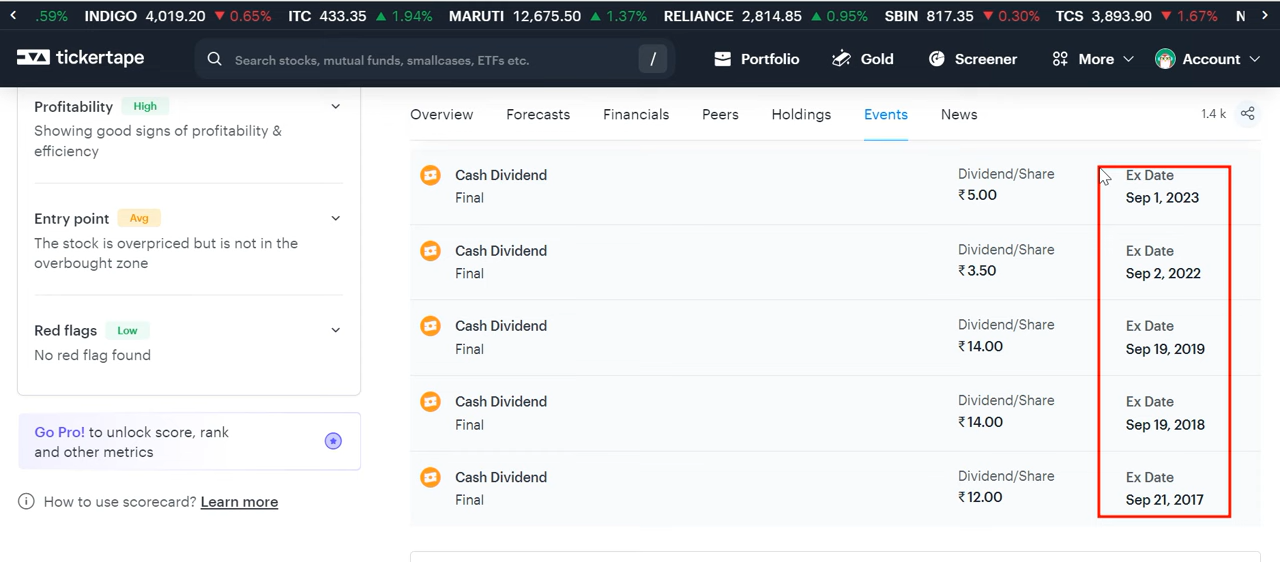 .59% INDIGO 4,019.20 ▼ 0.65% ITC 433.35 ▲ 1.94% MARUTI 12,675.50 ▲ 1.37% RELIANCE 2,814.85 ▲ 0.95% SBIN 817.35 ▼ 0.30% TCS 3,893.90 ▼ 1.67% N
tickertape Search stocks, mutual funds, smallcases, ETFs etc. / Portfolio Gold Screener More Account
Profitability High
Showing good signs of profitability &
efficiency
Entry point Avg
The stock is overpriced but is not in the
overbought zone
Red flags Low
No red flag found
Go Pro! to unlock score, rank
and other metrics
How to use scorecard? Learn more
Overview Forecasts Financials Peers Holdings Events News 1.4 k
Cash Dividend Dividend/Share Ex Date
Final ₹5.00 Sep 1, 2023
Cash Dividend Dividend/Share Ex Date
Final ₹3.50 Sep 2, 2022
Cash Dividend Dividend/Share Ex Date
Final ₹14.00 Sep 19, 2019
Cash Dividend Dividend/Share Ex Date
Final ₹14.00 Sep 19, 2018
Cash Dividend Dividend/Share Ex Date
Final ₹12.00 Sep 21, 2017